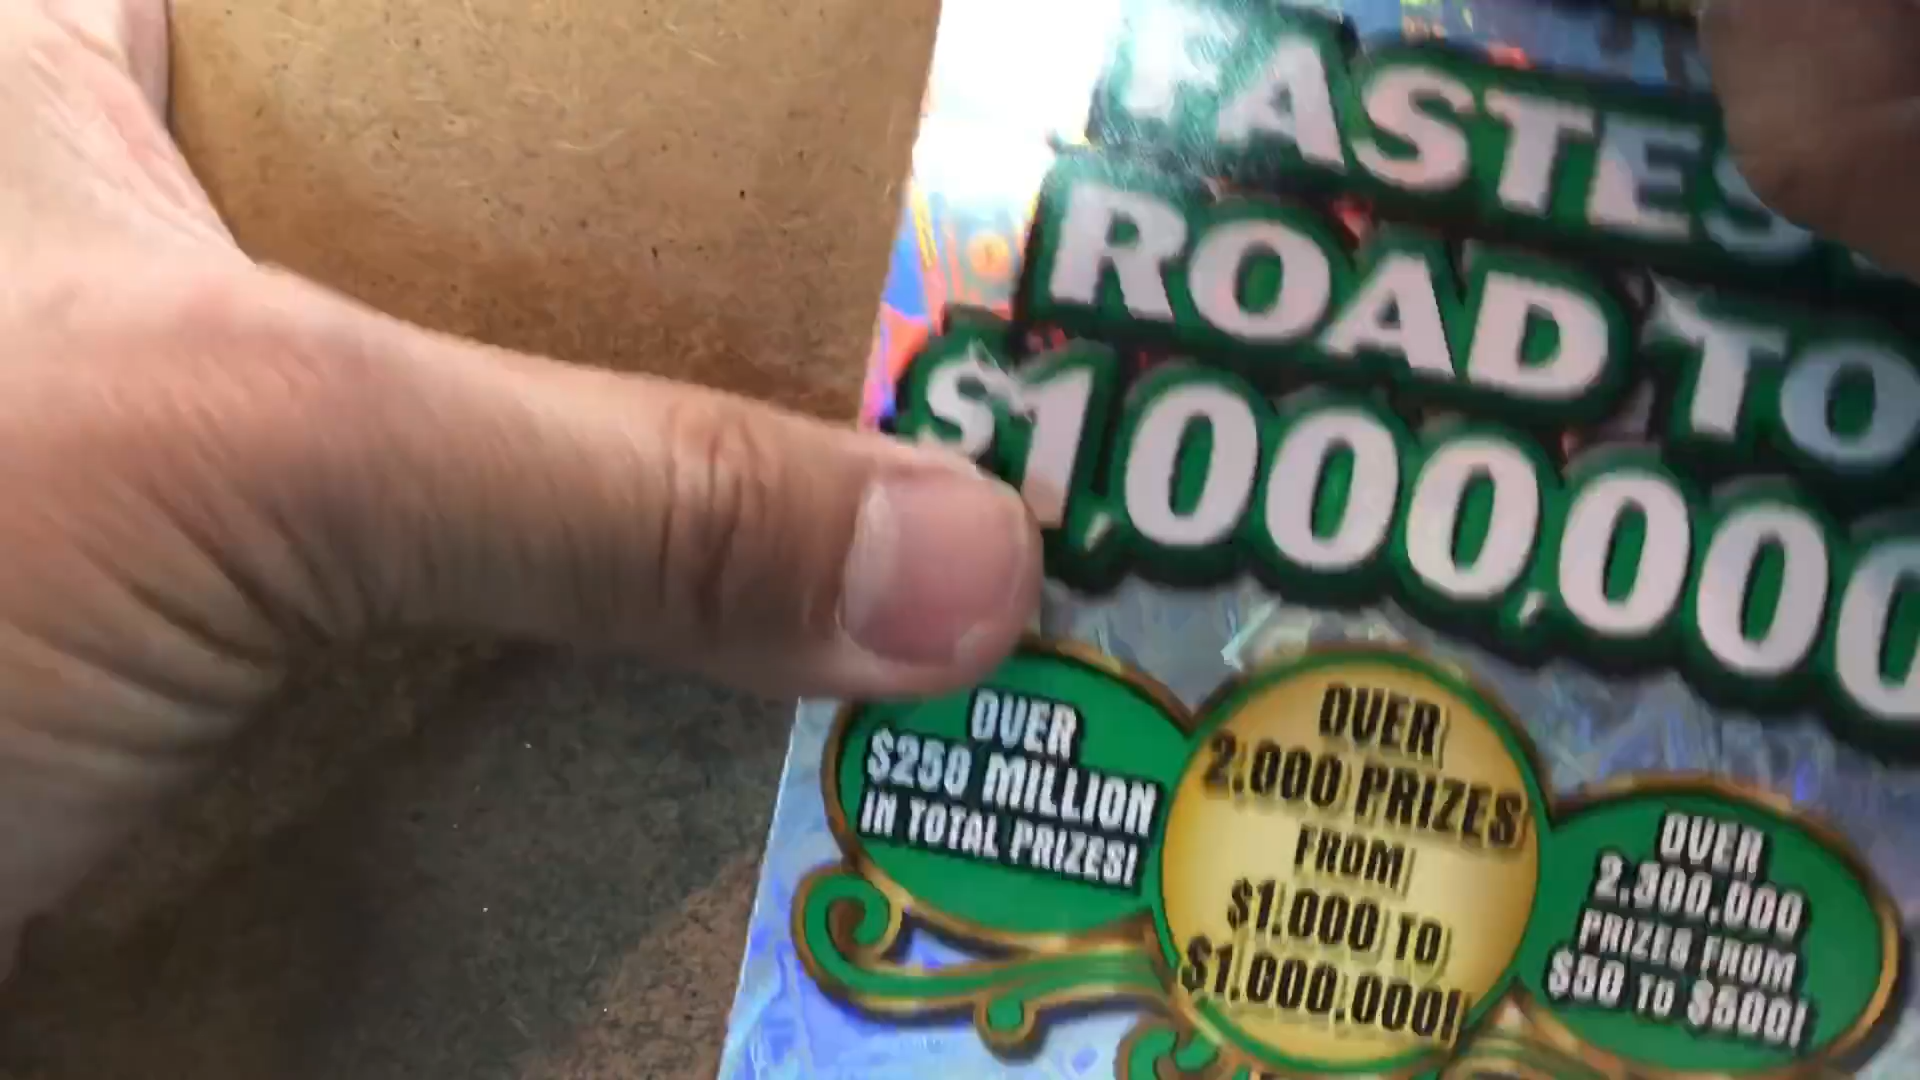 FASTES
ROAD TO
$1,000,000
OVER
$250 MILLION
IN TOTAL PRIZES!
OVER
2,000 PRIZES
FROM
$1,000 TO
$1,000,000!
OVER
2,300,000
PRIZES FROM
$50 TO $500!